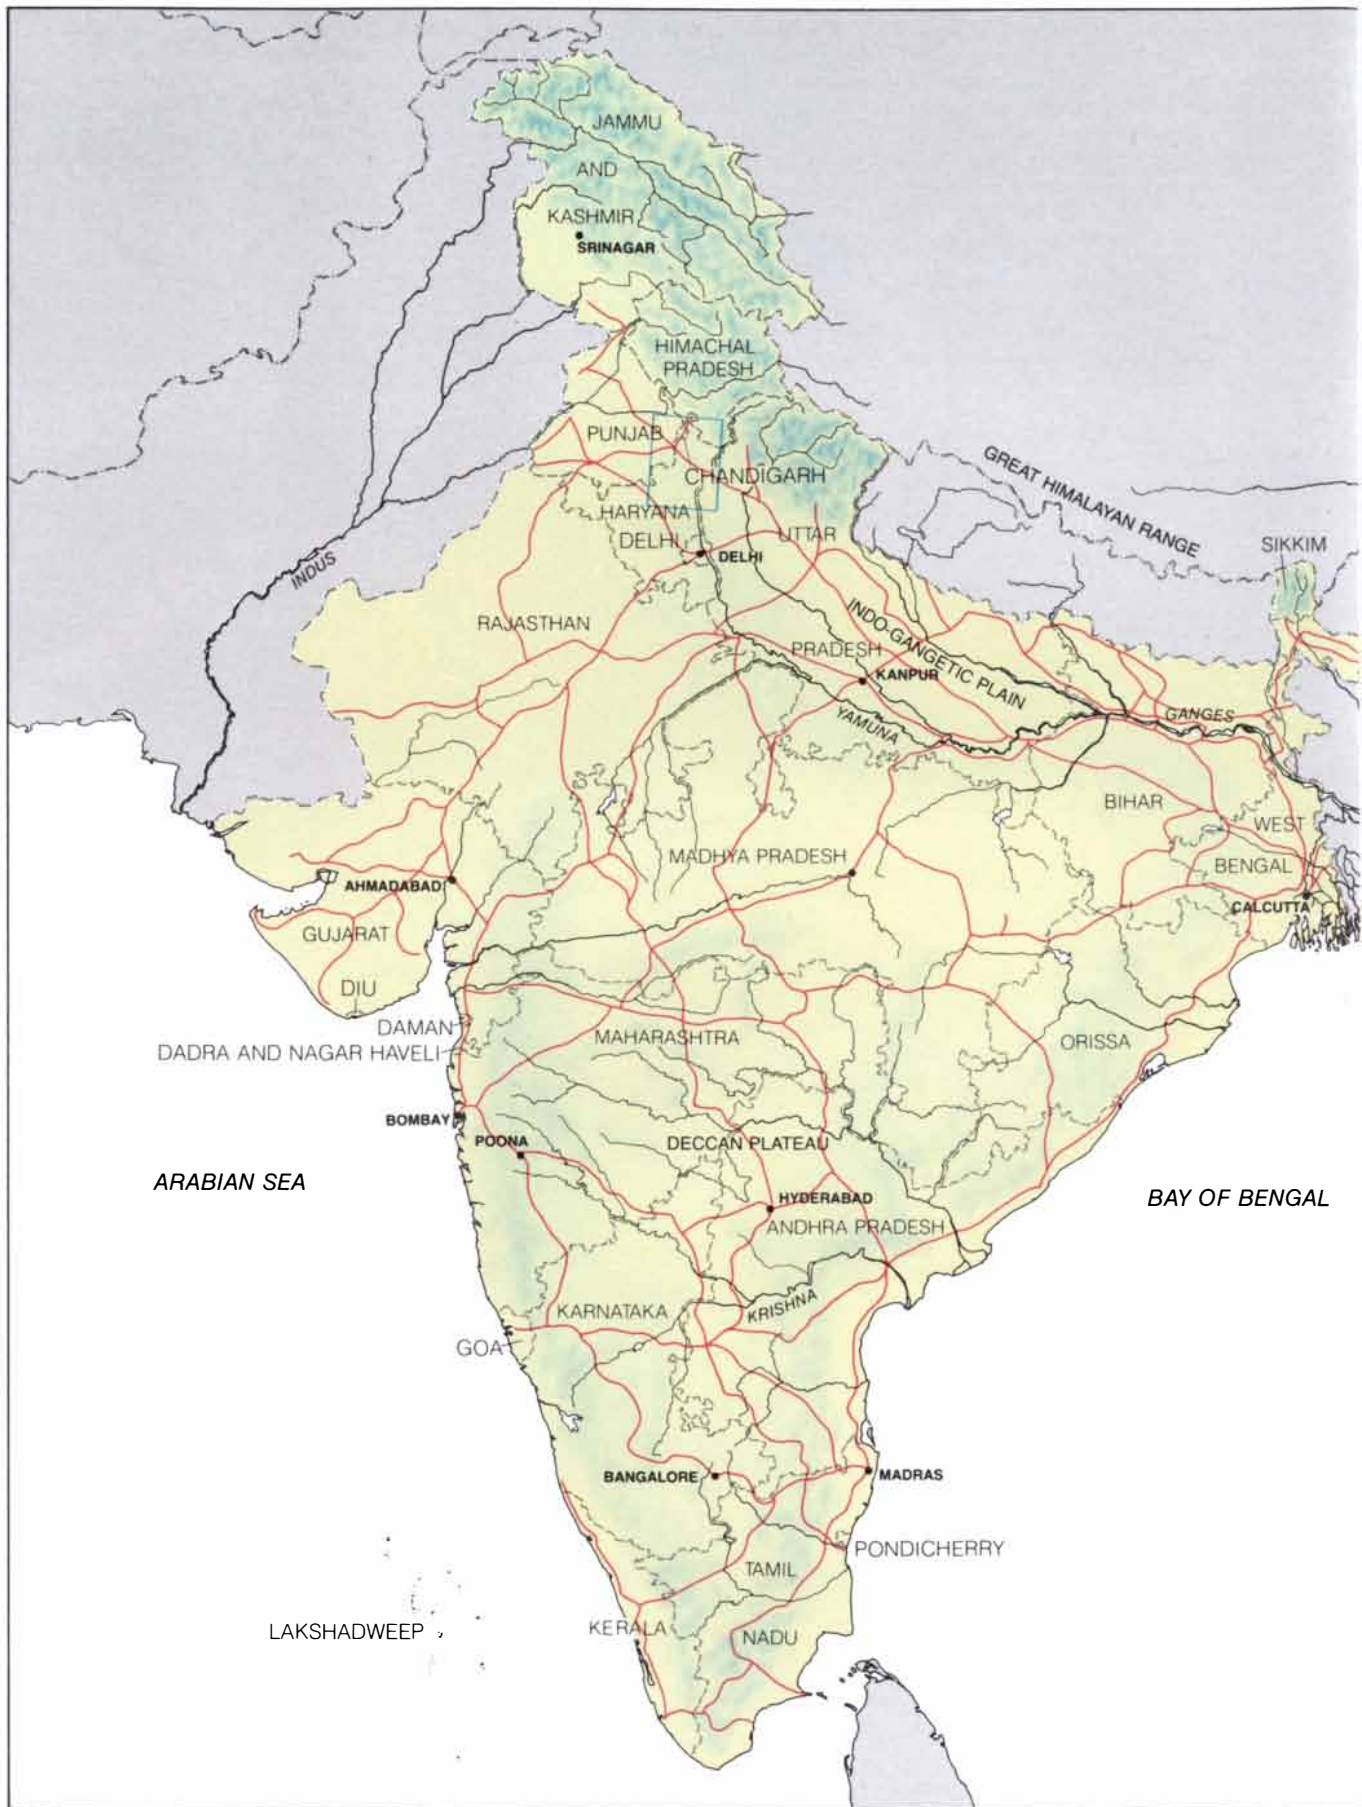 JAMMU
AND
KASHMIR
SRINAGAR
HIMACHAL
PRADESH
PUNJAB
CHANDIGARH
GREAT HIMALAYAN RANGE
HARYANA
DELHI
DELHI
UTTAR
SIKKIM
INDUS
RAJASTHAN
INDO-GANGETIC PLAIN
PRADESH
KANPUR
YAMUNA
GANGES
BIHAR
WEST
BENGAL
MADHYA PRADESH
AHMADABAD
CALCUTTA
GUJARAT
DIU
DAMAN
DADRA AND NAGAR HAVELI
MAHARASHTRA
ORISSA
BOMBAY
POONA
DECCAN PLATEAU
ARABIAN SEA
HYDERABAD
BAY OF BENGAL
ANDHRA PRADESH
KARNATAKA
KRISHNA
GOA
BANGALORE
MADRAS
PONDICHERRY
TAMIL
LAKSHADWEEP
KERALA
NADU